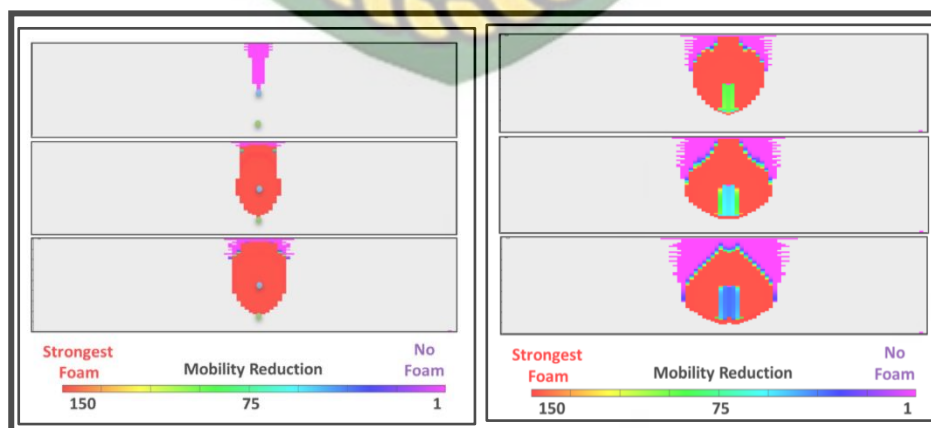 Strongest
Foam
Mobility Reduction
No
Foam
150
75
1
Strongest
Foam
Mobility Reduction
No
Foam
150
75
1